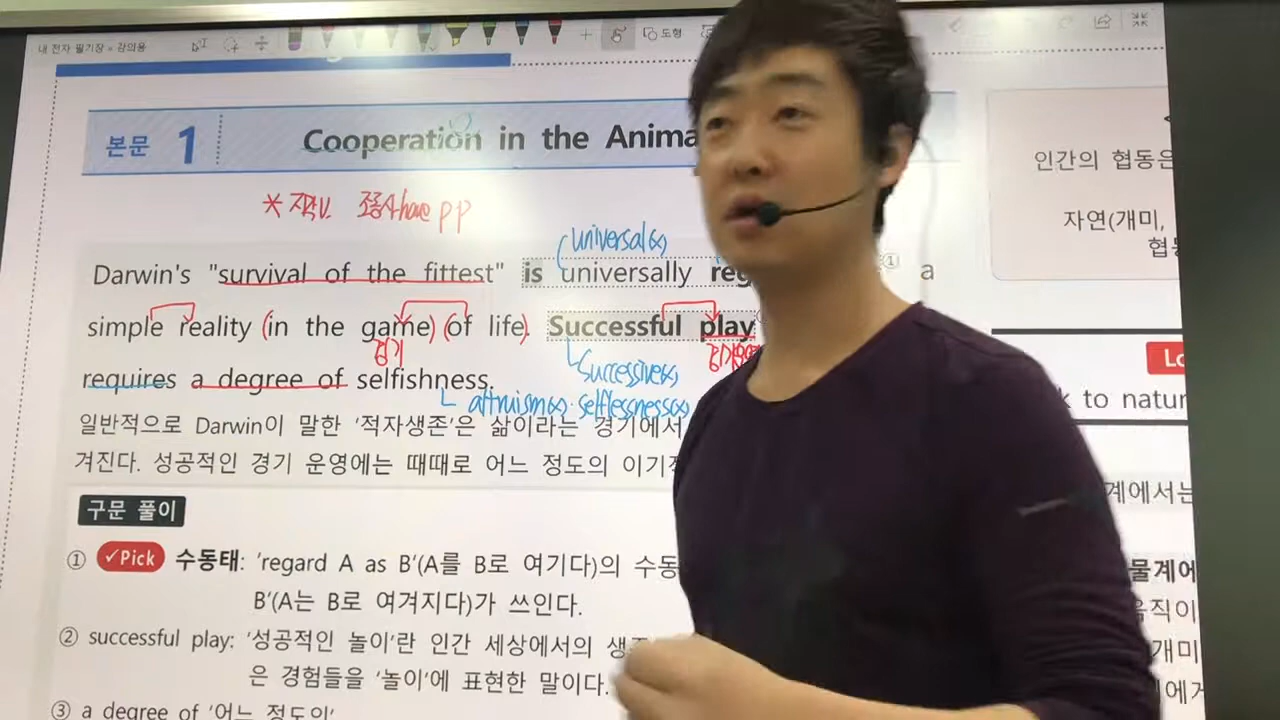 내 전자 필기장 » 강의용
도형
본문 1 Cooperation in the Anima
* 지각V. 조동사have p p
universal(x)
Darwin's "survival of the fittest" is universally reg ① a
simple reality (in the game) (of life). Successful play
경기
successive(x)
requires a degree of selfishness.
altruism(x)·selflessness(x)
일반적으로 Darwin이 말한 '적자생존'은 삶이라는 경기에서
겨진다. 성공적인 경기 운영에는 때때로 어느 정도의 이기
구문 풀이
① ✓Pick 수동태: 'regard A as B'(A를 B로 여기다)의 수동
B'(A는 B로 여겨지다)가 쓰인다.
② successful play: '성공적인 놀이'란 인간 세상에서의 생
은 경험들을 '놀이'에 표현한 말이다.
③ a degree of '어느 정도의'
인간의 협동은
자연(개미,
협
Lo
k to natur
계에서는
물계에
움직이
개미
에게